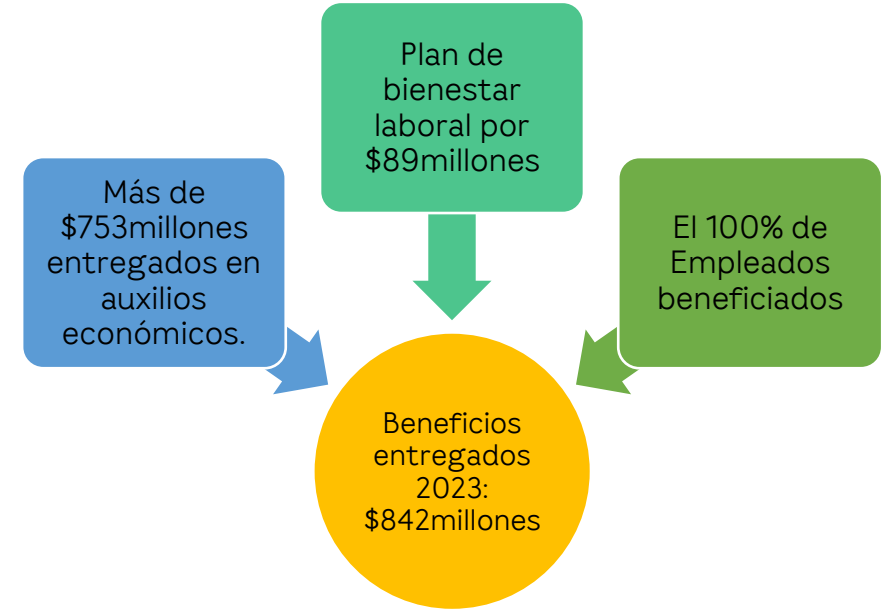 Plan de
bienestar
laboral por
$89millones
Más de
$753millones
entregados en
auxilios
económicos.
El 100% de
Empleados
beneficiados
Beneficios
entregados
2023:
$842millones